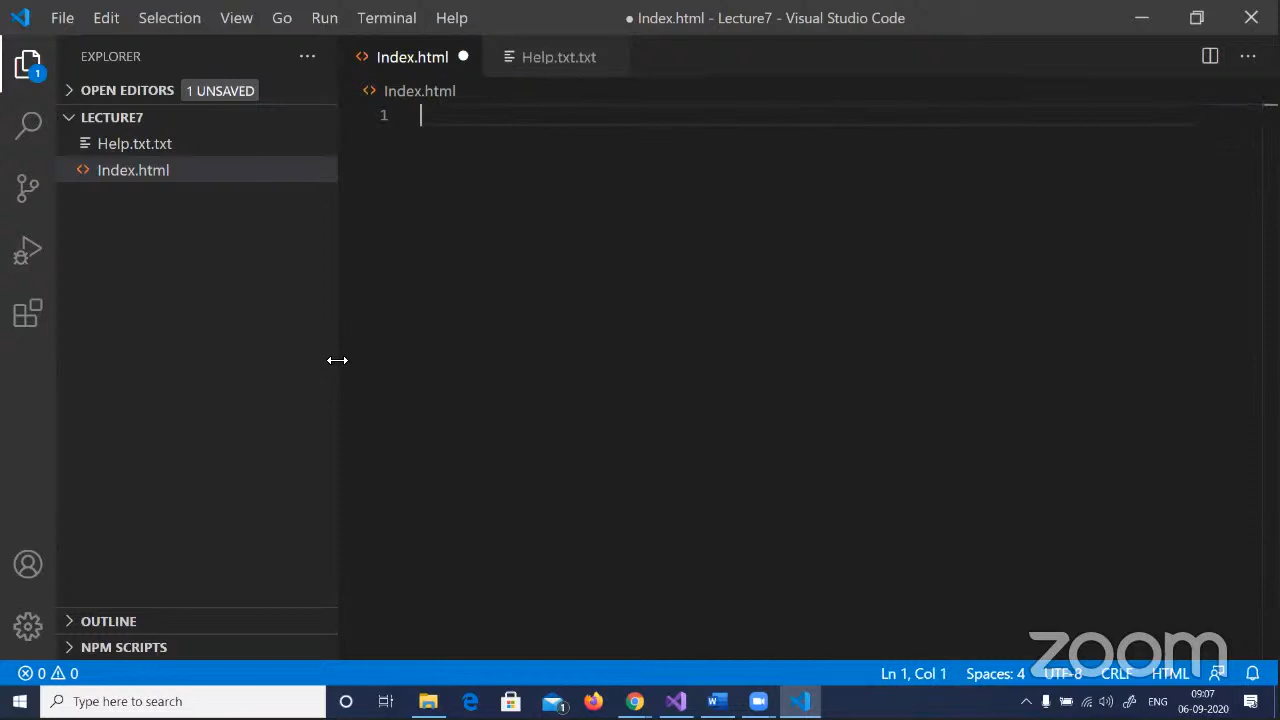 File Edit Selection View Go Run Terminal Help ● Index.html - Lecture7 - Visual Studio Code
EXPLORER
Index.html
Help.txt.txt
OPEN EDITORS 1 UNSAVED
Index.html
LECTURE7
1
Help.txt.txt
Index.html
OUTLINE
NPM SCRIPTS
zoom
0 0 Ln 1, Col 1 Spaces: 4 UTF-8 CRLF HTML
1
Type here to search
1
ENG
09:07
06-09-2020